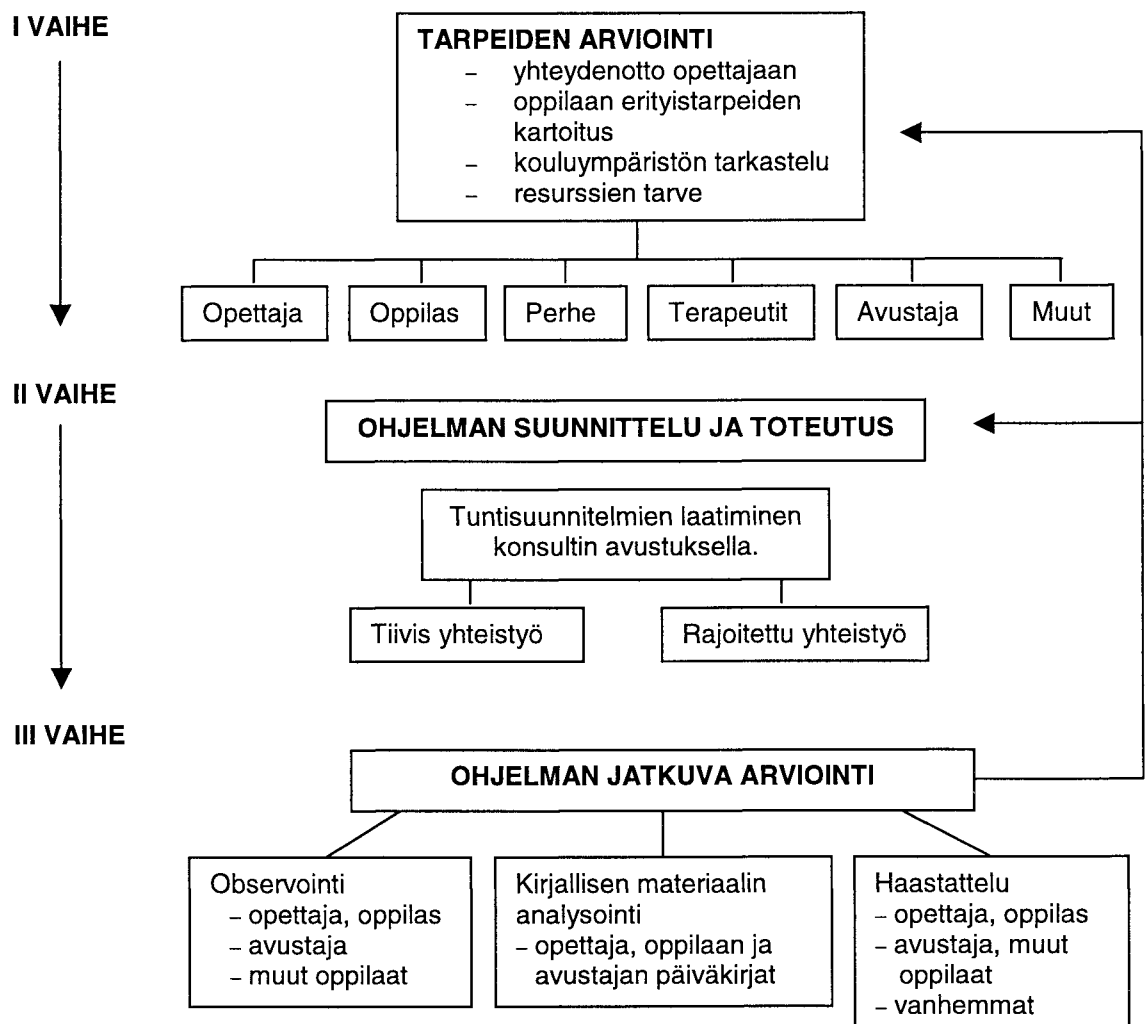 I VAIHE
TARPEIDEN ARVIOINTI
– yhteydenotto opettajaan
– oppilaan erityistarpeiden
kartoitus
– kouluympäristön tarkastelu
– resurssien tarve
Opettaja
Oppilas
Perhe
Terapeutit
Avustaja
Muut
II VAIHE
OHJELMAN SUUNNITTELU JA TOTEUTUS
Tuntisuunnitelmien laatiminen
konsultin avustuksella.
Tiivis yhteistyö
Rajoitettu yhteistyö
III VAIHE
OHJELMAN JATKUVA ARVIOINTI
Observointi
– opettaja, oppilas
– avustaja
– muut oppilaat
Kirjallisen materiaalin
analysointi
– opettaja, oppilaan ja
avustajan päiväkirjat
Haastattelu
– opettaja, oppilas
– avustaja, muut
oppilaat
– vanhemmat